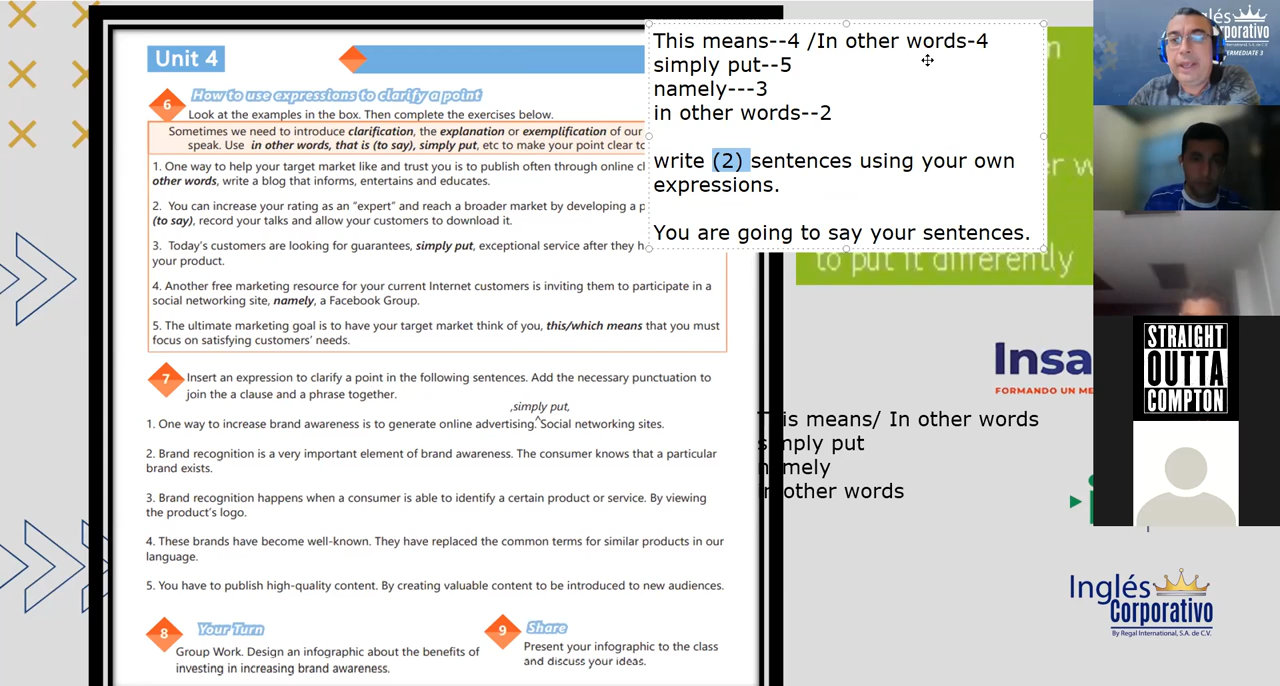 Unit 4
6
How to use expressions to clarify a point
Look at the examples in the box. Then complete the exercises below.
Sometimes we need to introduce clarification, the explanation or exemplification of our
speak. Use in other words, that is (to say), simply put, etc to make your point clear to
1. One way to help your target market like and trust you is to publish often through online
other words, write a blog that informs, entertains and educates.
2. You can increase your rating as an “expert” and reach a broader market by developing a
(to say), record your talks and allow your customers to download it.
3. Today’s customers are looking for guarantees, simply put, exceptional service after they
your product.
4. Another free marketing resource for your current Internet customers is inviting them to participate in a
social networking site, namely, a Facebook Group.
5. The ultimate marketing goal is to have your target market think of you, this/which means that you must
focus on satisfying customers’ needs.
7
Insert an expression to clarify a point in the following sentences. Add the necessary punctuation to
join the a clause and a phrase together.
,simply put,
1. One way to increase brand awareness is to generate online advertising.^Social networking sites.
2. Brand recognition is a very important element of brand awareness. The consumer knows that a particular
brand exists.
3. Brand recognition happens when a consumer is able to identify a certain product or service. By viewing
the product’s logo.
4. These brands have become well-known. They have replaced the common terms for similar products in our
language.
5. You have to publish high-quality content. By creating valuable content to be introduced to new audiences.
8
Your Turn
Group Work. Design an infographic about the benefits of
investing in increasing brand awareness.
9
Share
Present your infographic to the class
and discuss your ideas.
This means--4 /In other words-4
simply put--5
namely---3
in other words--2
write (2) sentences using your own
expressions.
You are going to say your sentences.
to put it differently
Insa
FORMANDO UN ME
This means/ In other words
simply put
namely
in other words
Inglés
Corporativo
By Regal International, S.A. de C.V.
Inglés
Corporativo
INTERMEDIATE 3
STRAIGHT
OUTTA
COMPTON